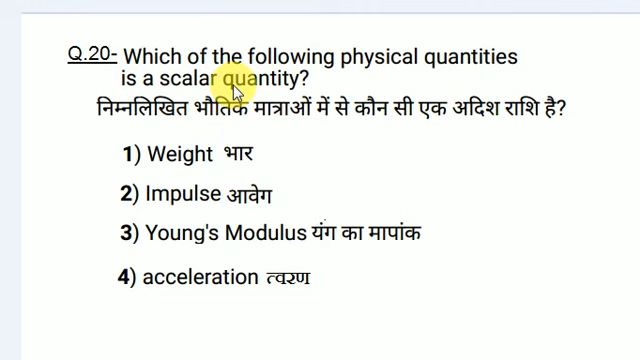 Q.20- Which of the following physical quantities
is a scalar quantity?
निम्नलिखित भौतिक मात्राओं में से कौन सी एक अदिश राशि है?
1) Weight भार
2) Impulse आवेग
3) Young's Modulus यंग का मापांक
4) acceleration त्वरण